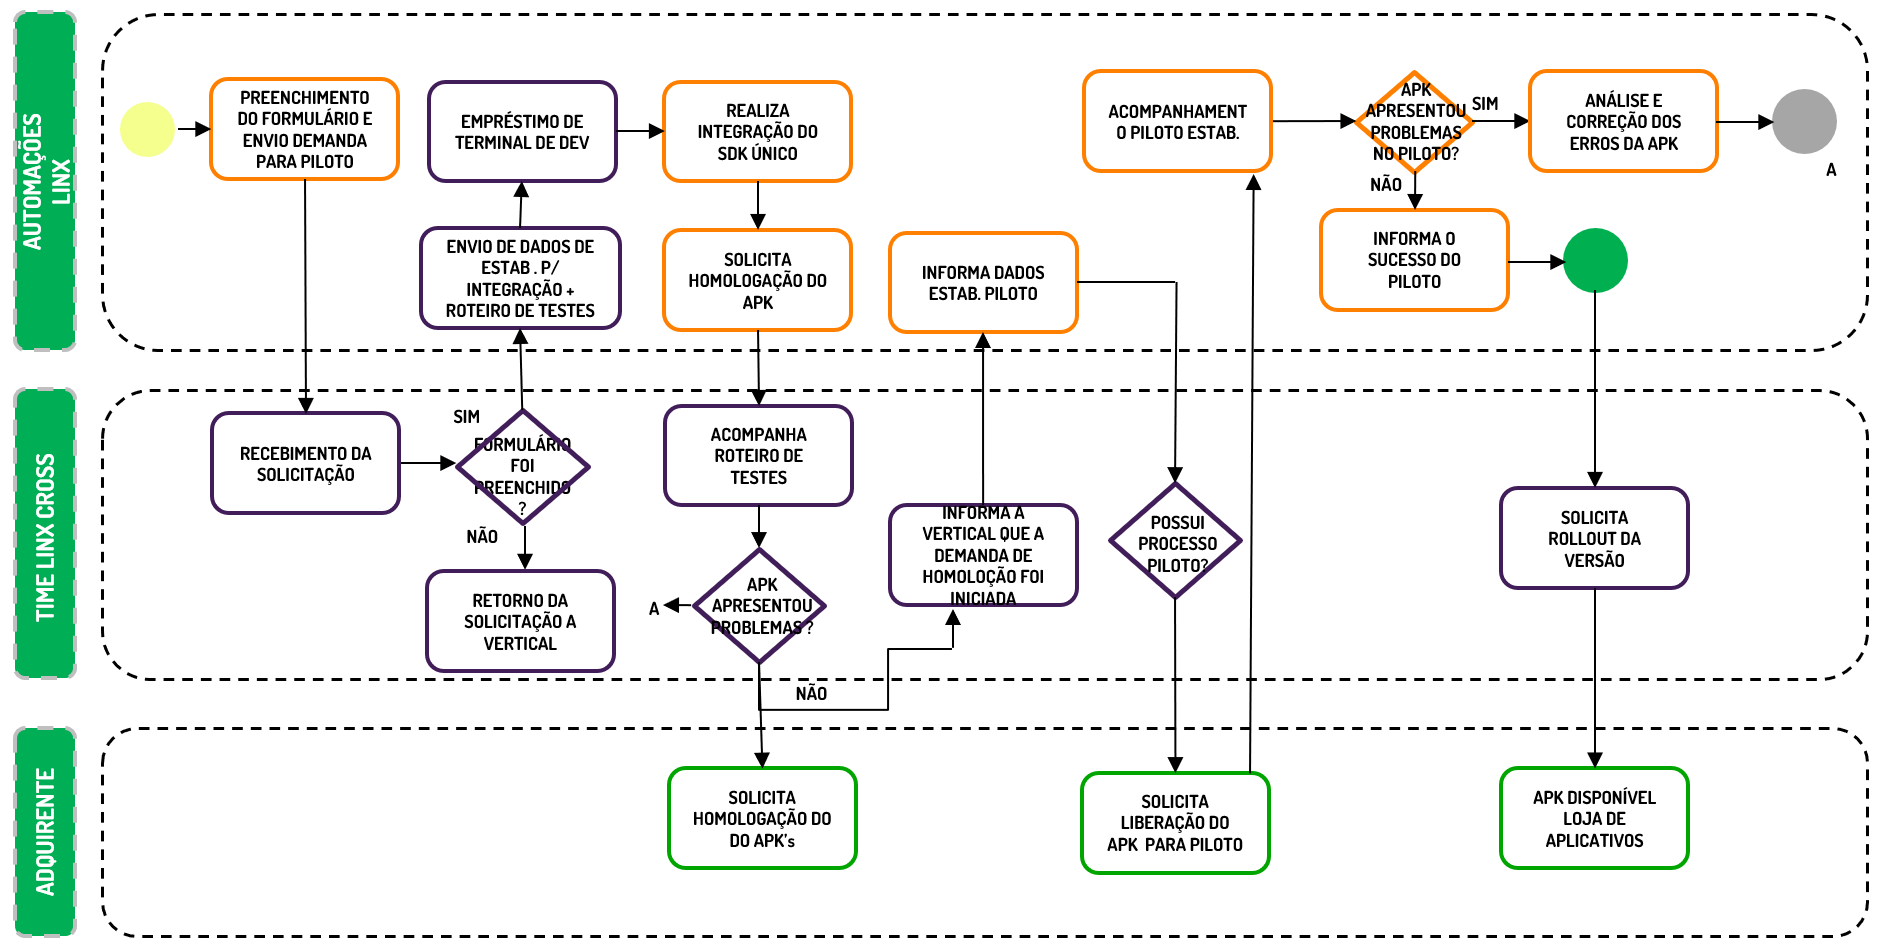 AUTOMAÇÕES
LINX
PREENCHIMENTO
DO FORMULÁRIO E
ENVIO DEMANDA
PARA PILOTO
EMPRÉSTIMO DE
TERMINAL DE DEV
REALIZA
INTEGRAÇÃO DO
SDK ÚNICO
ENVIO DE DADOS DE
ESTAB . P/
INTEGRAÇÃO +
ROTEIRO DE TESTES
SOLICITA
HOMOLOGAÇÃO DO
APK
INFORMA DADOS
ESTAB. PILOTO
ACOMPANHAMENT
O PILOTO ESTAB.
APK
APRESENTOU
PROBLEMAS
NO PILOTO?
SIM
NÃO
ANÁLISE E
CORREÇÃO DOS
ERROS DA APK
A
INFORMA O
SUCESSO DO
PILOTO
TIME LINX CROSS
RECEBIMENTO DA
SOLICITAÇÃO
SIM
FORMULÁRIO
FOI
PREENCHIDO
?
NÃO
RETORNO DA
SOLICITAÇÃO A
VERTICAL
ACOMPANHA
ROTEIRO DE
TESTES
A
APK
APRESENTOU
PROBLEMAS ?
NÃO
INFORMA A
VERTICAL QUE A
DEMANDA DE
HOMOLOÇÃO FOI
INICIADA
POSSUI
PROCESSO
PILOTO?
SOLICITA
ROLLOUT DA
VERSÃO
ADQUIRENTE
SOLICITA
HOMOLOGAÇÃO DO
DO APK's
SOLICITA
LIBERAÇÃO DO
APK PARA PILOTO
APK DISPONÍVEL
LOJA DE
APLICATIVOS